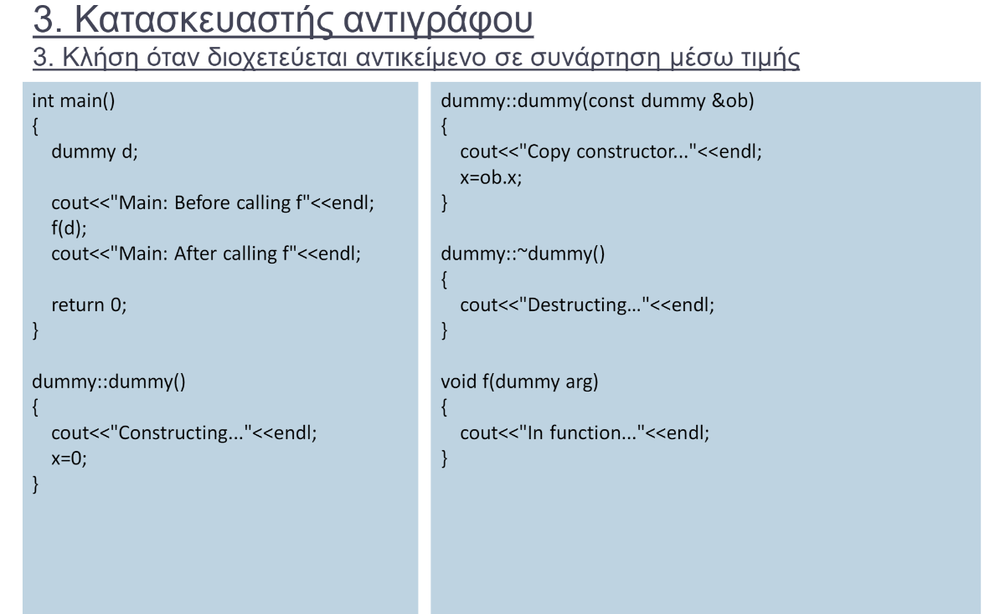 3. Κατασκευαστής αντιγράφου
3. Κλήση όταν διοχετεύεται αντικείμενο σε συνάρτηση μέσω τιμής
int main()
{
dummy d;
cout<<"Main: Before calling f"<<endl;
f(d);
cout<<"Main: After calling f"<<endl;
return 0;
}
dummy::dummy()
{
cout<<"Constructing..."<<endl;
x=0;
}
dummy::dummy(const dummy &ob)
{
cout<<"Copy constructor..."<<endl;
x=ob.x;
}
dummy::~dummy()
{
cout<<"Destructing..."<<endl;
}
void f(dummy arg)
{
cout<<"In function..."<<endl;
}